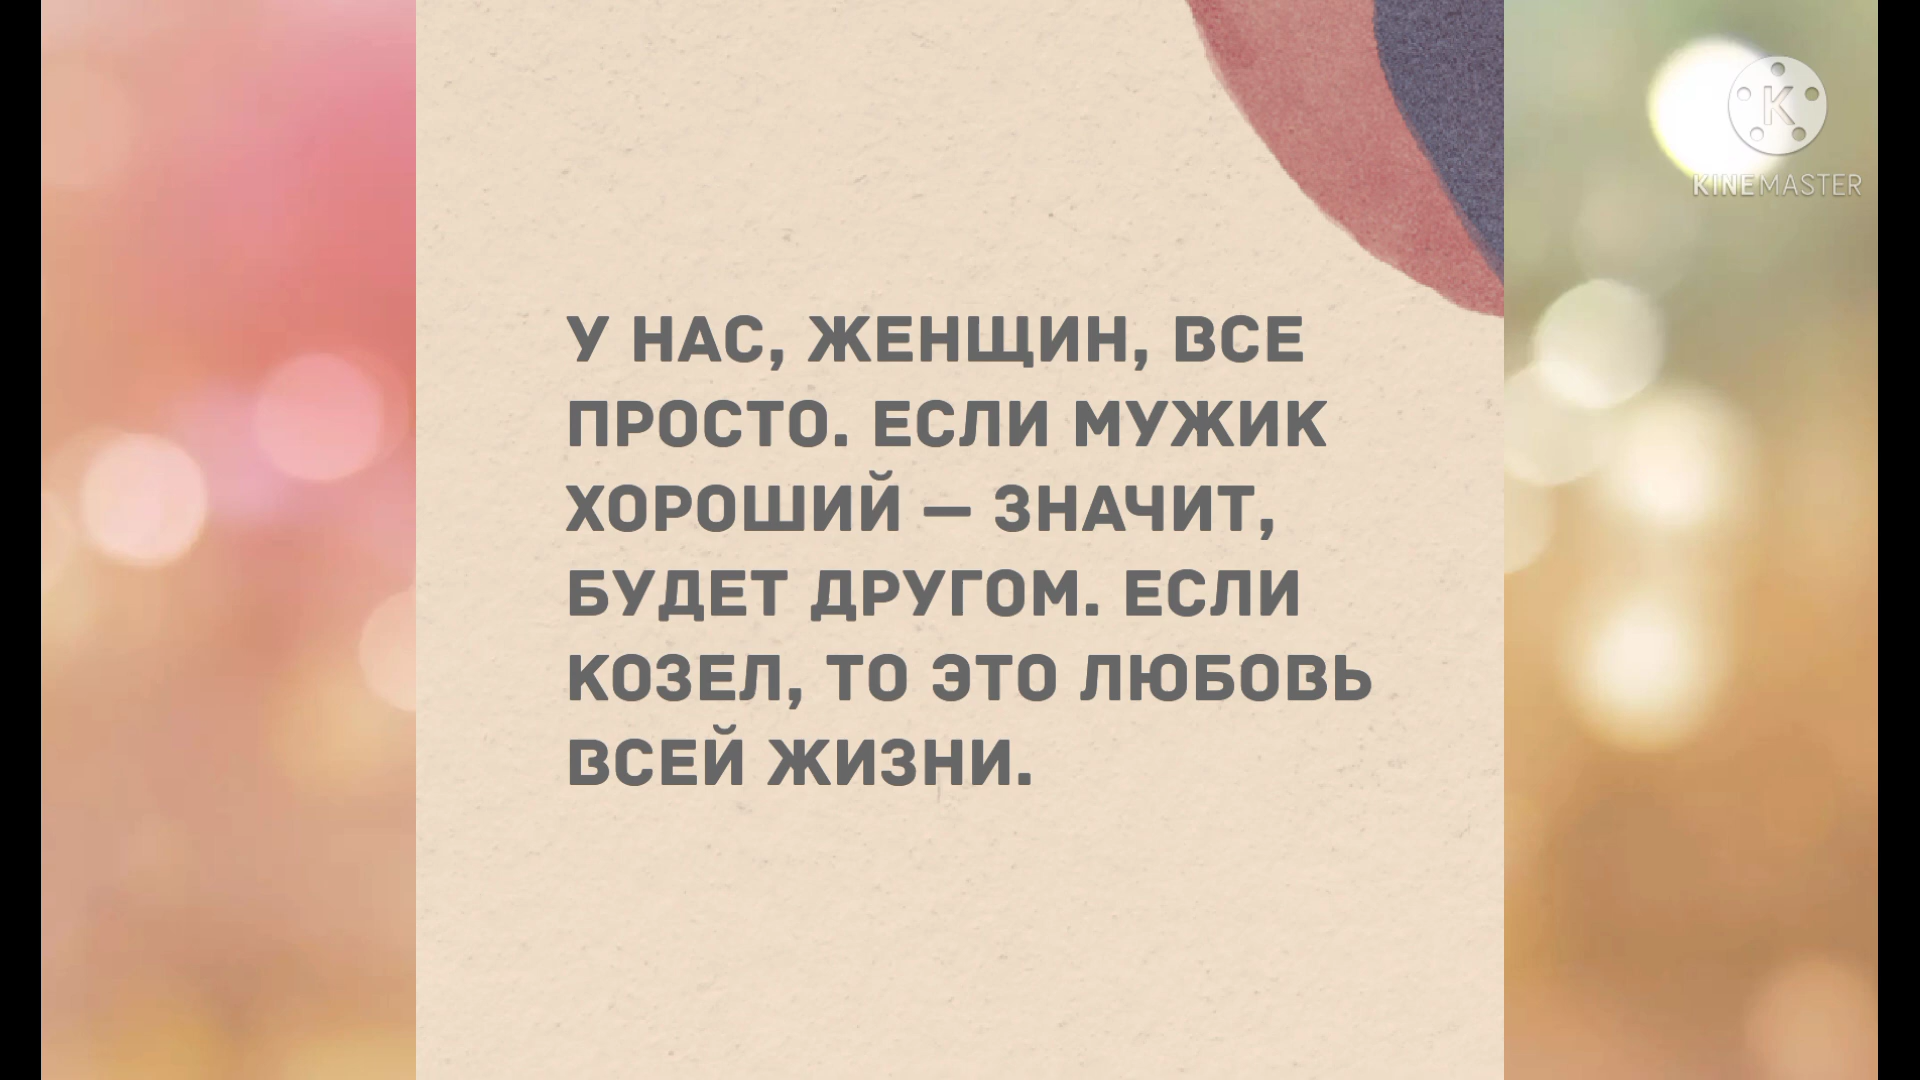 У НАС, ЖЕНЩИН, ВСЕ
ПРОСТО. ЕСЛИ МУЖИК
ХОРОШИЙ — ЗНАЧИТ,
БУДЕТ ДРУГОМ. ЕСЛИ
КОЗЕЛ, ТО ЭТО ЛЮБОВЬ
ВСЕЙ ЖИЗНИ.
K
KINEMASTER